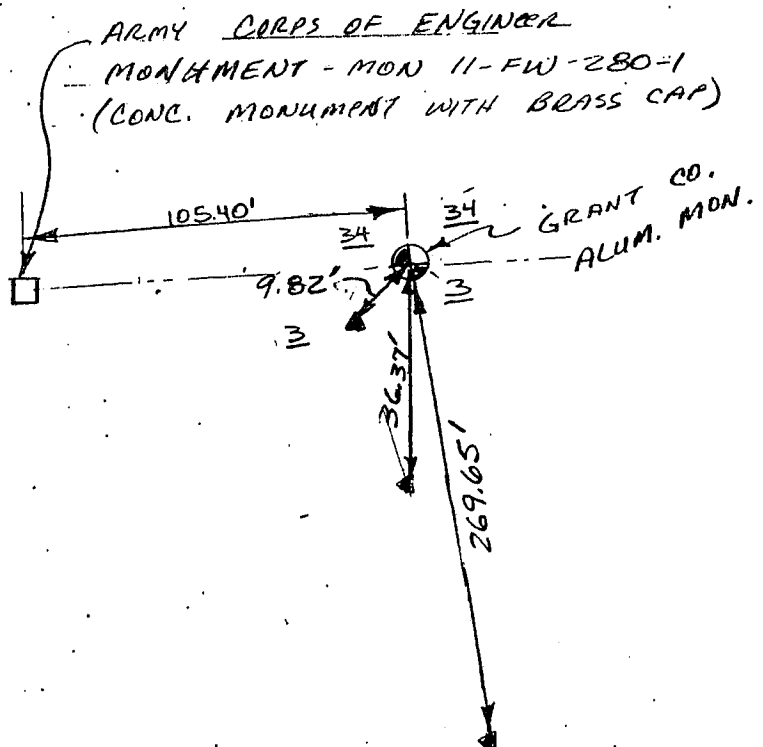 ARMY CORPS OF ENGINEER
MONUMENT - MON 11-FW-280-1
(CONC. MONUMENT WITH BRASS CAP)
105.40'
34
34
GRANT CO.
ALUM. MON.
9.82'
3
3
36.37'
269.65'